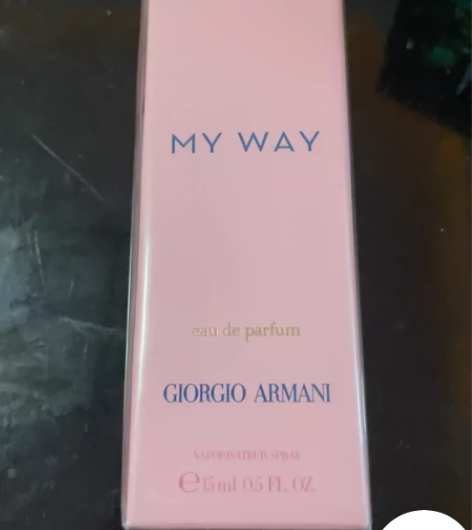 MY WAY
eau de parfum
GIORGIO ARMANI
VAPORISATEUR SPRAY
℮15 ml 0.5 FL. OZ.